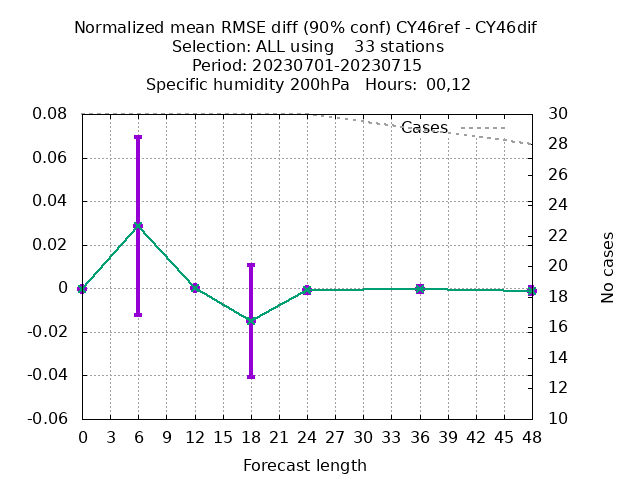 Normalized mean RMSE diff (90% conf) CY46ref - CY46dif
Selection: ALL using    33 stations
Period: 20230701-20230715
Specific humidity 200hPa   Hours:  00,12
0.08
0.06
0.04
0.02
0
-0.02
-0.04
-0.06
Cases
30
28
26
24
22
20
18
16
14
12
10
No cases
0 3 6 9 12 15 18 21 24 27 30 33 36 39 42 45 48
Forecast length